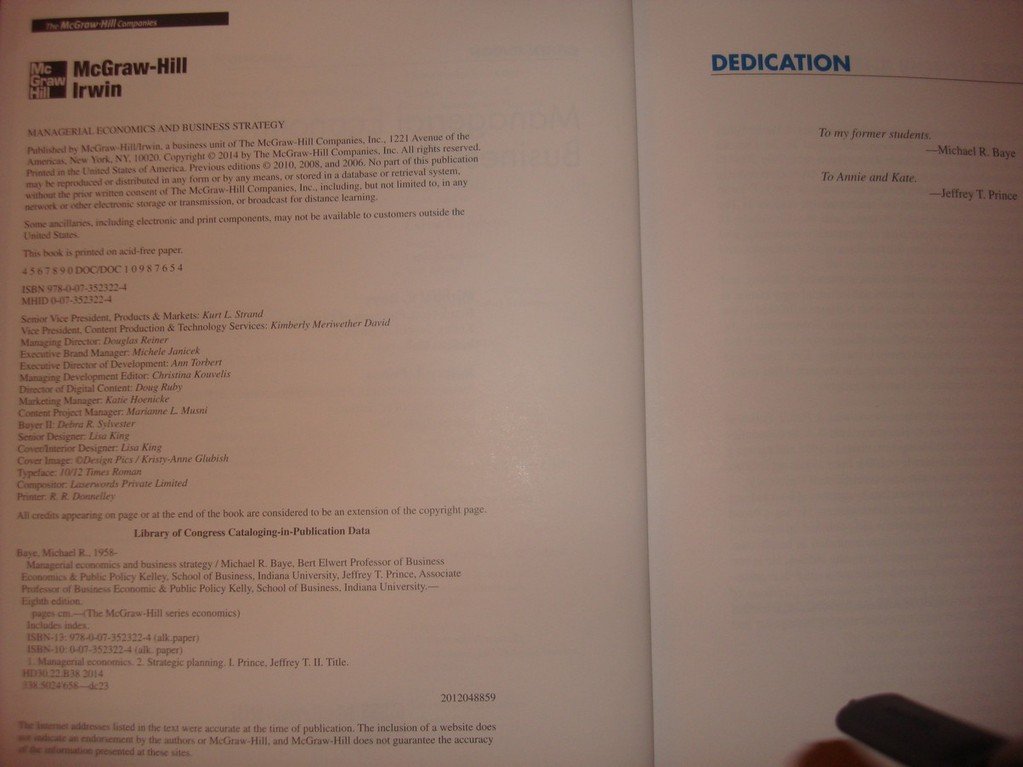 The McGraw-Hill Companies
Mc
Graw
Hill
McGraw-Hill
Irwin
MANAGERIAL ECONOMICS AND BUSINESS STRATEGY
Published by McGraw-Hill/Irwin, a business unit of The McGraw-Hill Companies, Inc., 1221 Avenue of the
Americas, New York, NY, 10020. Copyright © 2014 by The McGraw-Hill Companies, Inc. All rights reserved.
Printed in the United States of America. Previous editions © 2010, 2008, and 2006. No part of this publication
may be reproduced or distributed in any form or by any means, or stored in a database or retrieval system,
without the prior written consent of The McGraw-Hill Companies, Inc., including, but not limited to, in any
network or other electronic storage or transmission, or broadcast for distance learning.
Some ancillaries, including electronic and print components, may not be available to customers outside the
United States.
This book is printed on acid-free paper.
4 5 6 7 8 9 0 DOC/DOC 1 0 9 8 7 6 5 4
ISBN 978-0-07-352322-4
MHID 0-07-352322-4
Senior Vice President, Products & Markets: Kurt L. Strand
Vice President, Content Production & Technology Services: Kimberly Meriwether David
Managing Director: Douglas Reiner
Executive Brand Manager: Michele Janicek
Executive Director of Development: Ann Torbert
Managing Development Editor: Christina Kouvelis
Director of Digital Content: Doug Ruby
Marketing Manager: Katie Hoenicke
Content Project Manager: Marianne L. Musni
Buyer II: Debra R. Sylvester
Senior Designer: Lisa King
Cover/Interior Designer: Lisa King
Cover Image: ©Design Pics / Kristy-Anne Glubish
Typeface: 10/12 Times Roman
Compositor: Laserwords Private Limited
Printer: R. R. Donnelley
All credits appearing on page or at the end of the book are considered to be an extension of the copyright page.
Library of Congress Cataloging-in-Publication Data
Baye, Michael R., 1958-
Managerial economics and business strategy / Michael R. Baye, Bert Elwert Professor of Business
Economics & Public Policy Kelley, School of Business, Indiana University, Jeffrey T. Prince, Associate
Professor of Business Economic & Public Policy Kelly, School of Business, Indiana University.—
Eighth edition.
pages cm.—(The McGraw-Hill series economics)
Includes index.
ISBN-13: 978-0-07-352322-4 (alk.paper)
ISBN-10: 0-07-352322-4 (alk. paper)
1. Managerial economics. 2. Strategic planning. I. Prince, Jeffrey T. II. Title.
HD30.22.B38 2014
338.5024'658—dc23
2012048859
The Internet addresses listed in the text were accurate at the time of publication. The inclusion of a website does
not indicate an endorsement by the authors or McGraw-Hill, and McGraw-Hill does not guarantee the accuracy
of the information presented at these sites.
DEDICATION
To my former students.
—Michael R. Baye
To Annie and Kate.
—Jeffrey T. Prince